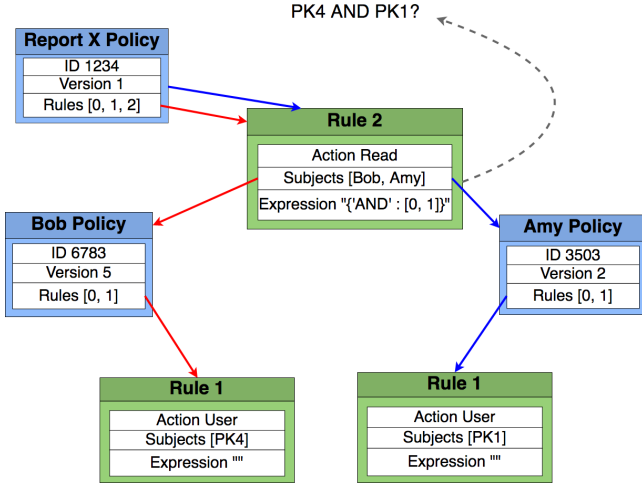 PK4 AND PK1?
Report X Policy
ID 1234
Version 1
Rules [0, 1, 2]
Rule 2
Action Read
Subjects [Bob, Amy]
Expression "{'AND' : [0, 1]}"
Bob Policy
ID 6783
Version 5
Rules [0, 1]
Amy Policy
ID 3503
Version 2
Rules [0, 1]
Rule 1
Action User
Subjects [PK4]
Expression ""
Rule 1
Action User
Subjects [PK1]
Expression ""